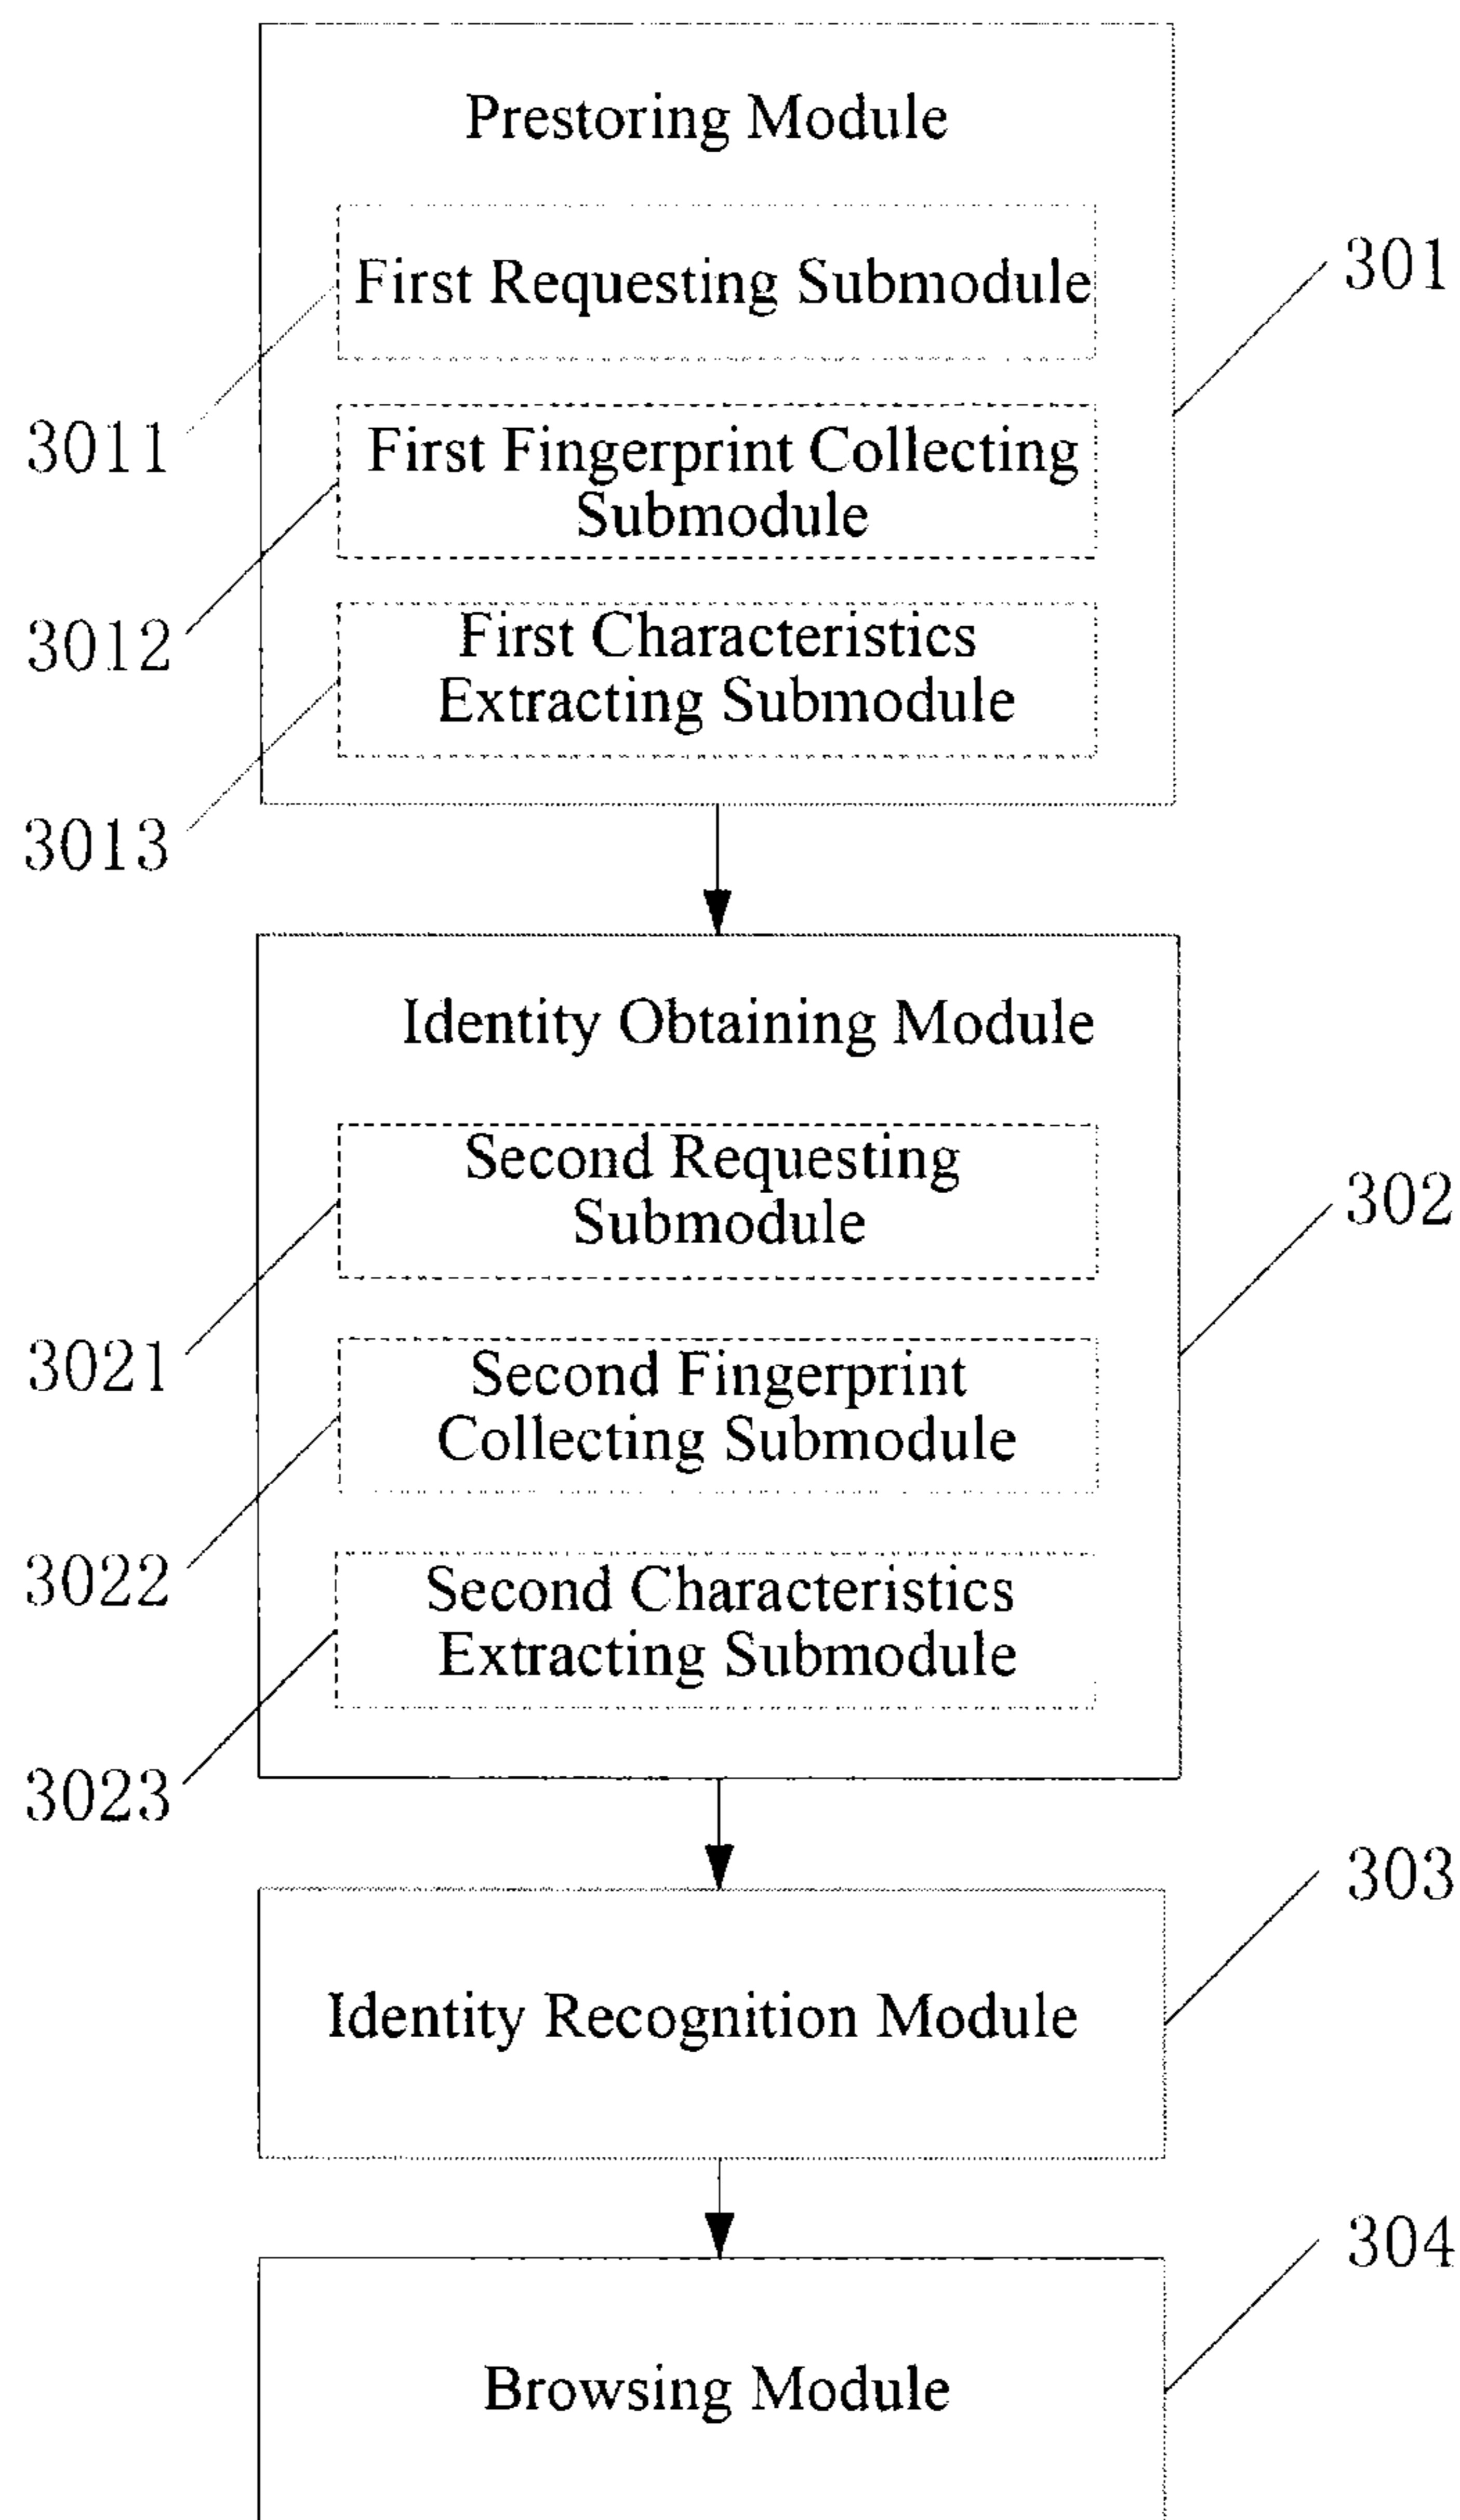 Prestoring Module
First Requesting Submodule
301
3011
First Fingerprint Collecting
Submodule
3012
First Characteristics
Extracting Submodule
3013
Identity Obtaining Module
Second Requesting
Submodule
302
3021
Second Fingerprint
Collecting Submodule
3022
Second Characteristics
Extracting Submodule
3023
303
Identity Recognition Module
304
Browsing Module